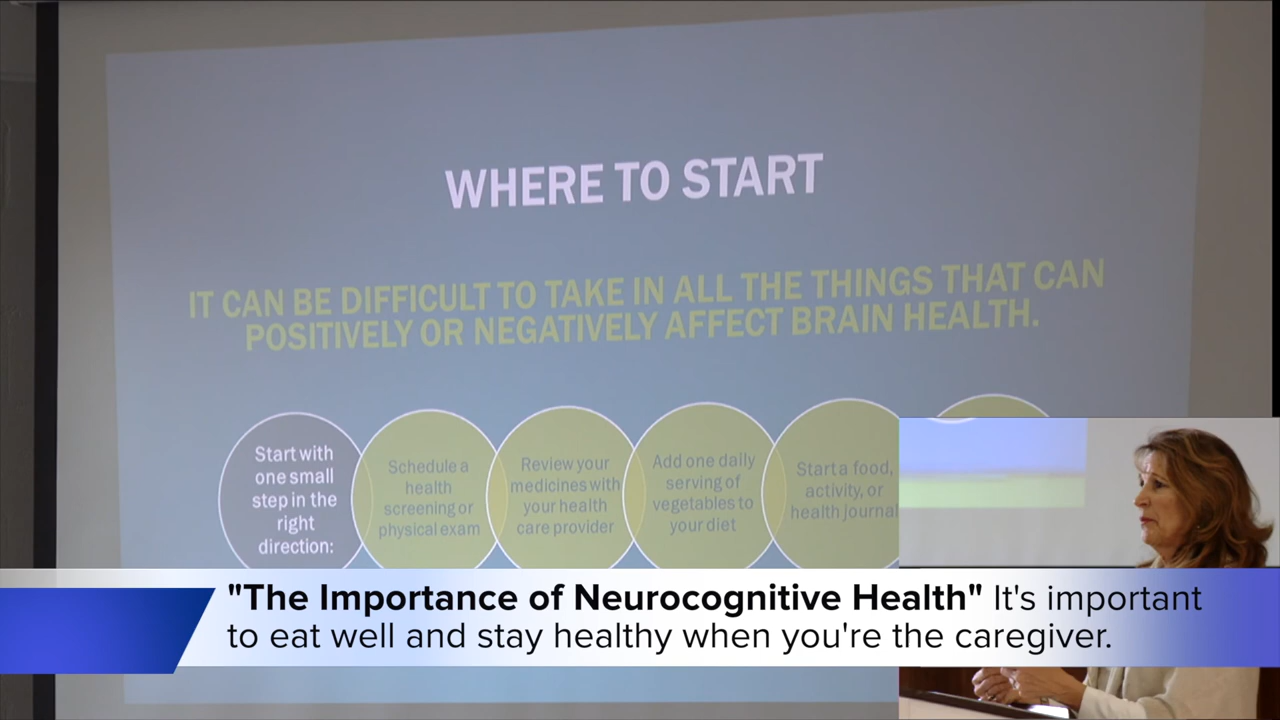 WHERE TO START
IT CAN BE DIFFICULT TO TAKE IN ALL THE THINGS THAT CAN
POSITIVELY OR NEGATIVELY AFFECT BRAIN HEALTH.
Start with
one small
step in the
right
direction:
Schedule a
health
screening or
physical exam
Review your
medicines with
your health
care provider
Add one daily
serving of
vegetables to
your diet
Start a food,
activity, or
health journal
"The Importance of Neurocognitive Health" It's important
to eat well and stay healthy when you're the caregiver.